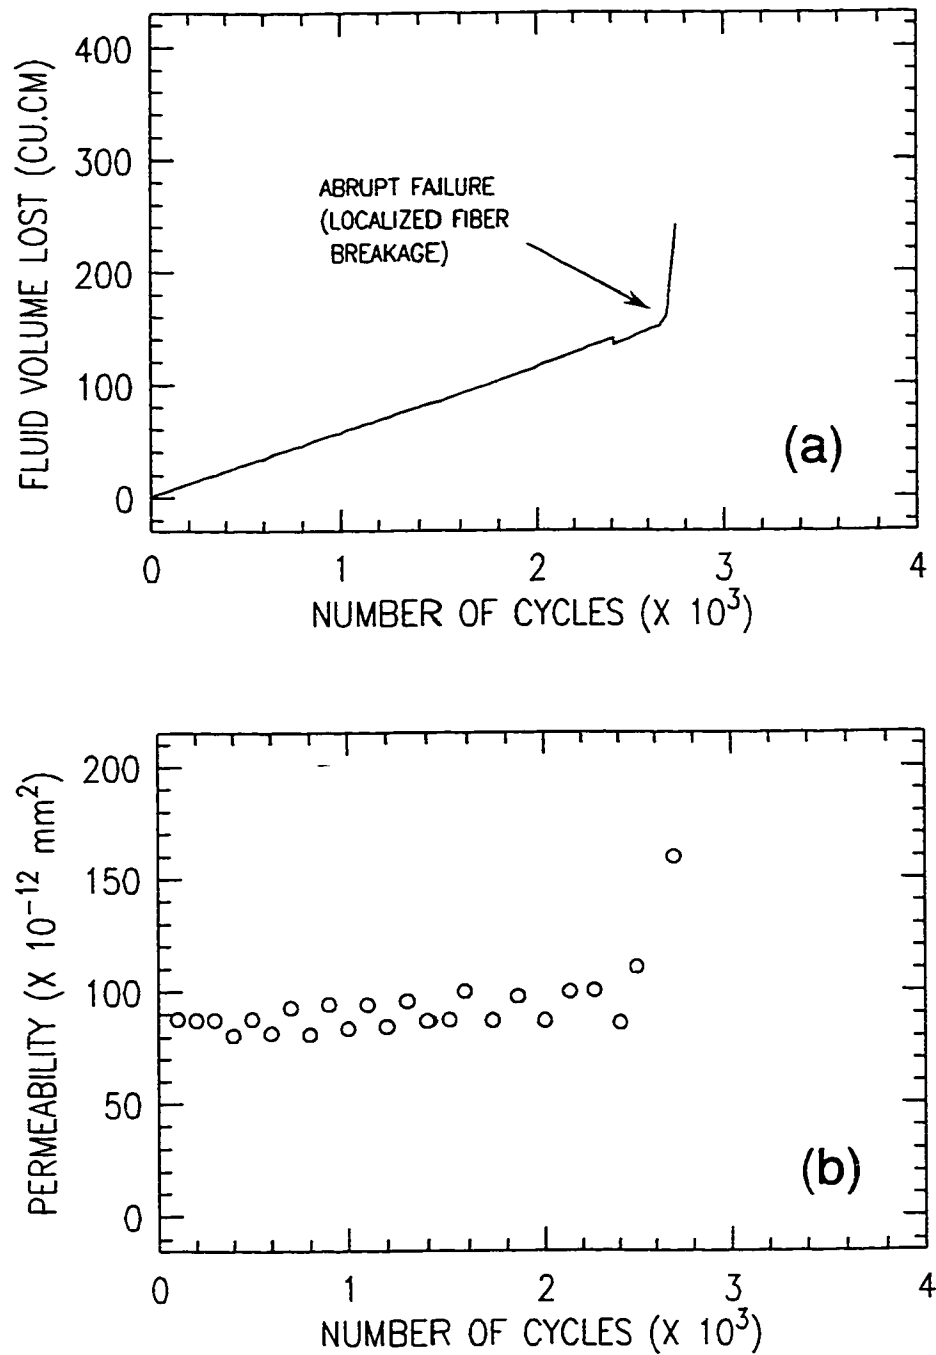 400
300
200
100
0
FLUID VOLUME LOST (CU.CM)
ABRUPT FAILURE
(LOCALIZED FIBER
BREAKAGE)
(a)
0 1 2 3 4
NUMBER OF CYCLES (X 10³)
200
150
100
50
0
PERMEABILITY (X 10⁻¹² mm²)
(b)
0 1 2 3 4
NUMBER OF CYCLES (X 10³)